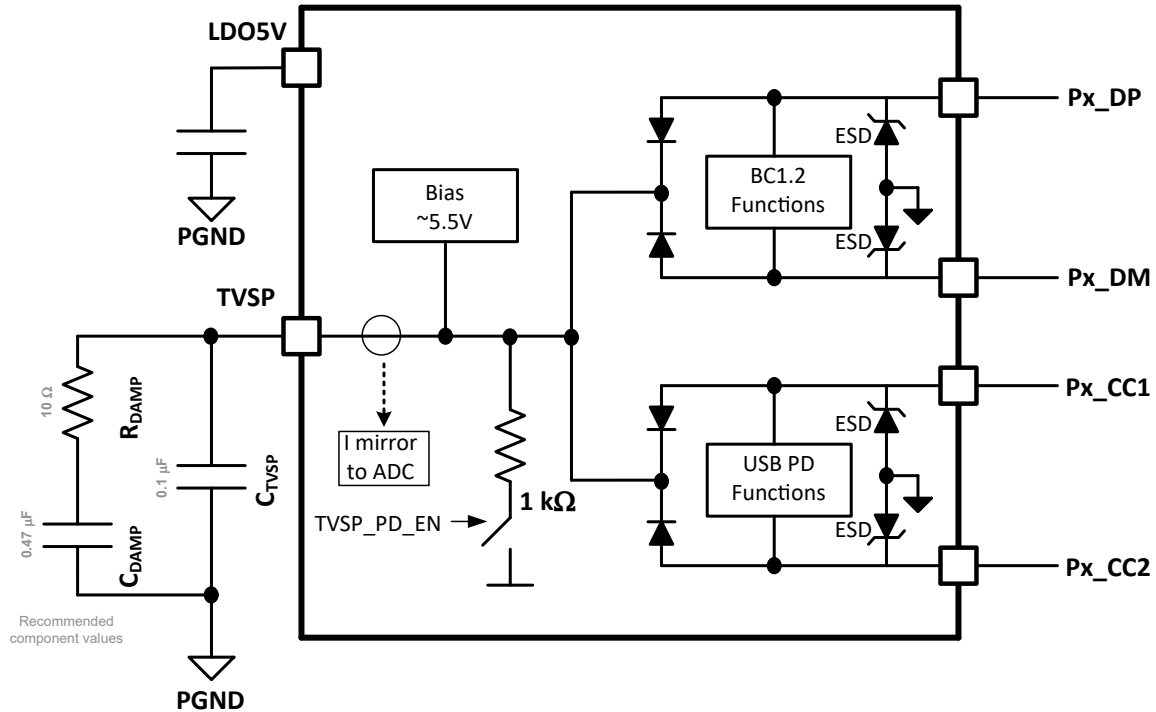 LDO5V
PGND
Bias
~5.5V
TVSP
10 Ω
R_DAMP
0.47 µF
C_DAMP
0.1 µF
C_TVSP
Recommended
component values
PGND
I mirror
to ADC
TVSP_PD_EN
1 kΩ
BC1.2
Functions
ESD
ESD
Px_DP
Px_DM
USB PD
Functions
ESD
ESD
Px_CC1
Px_CC2